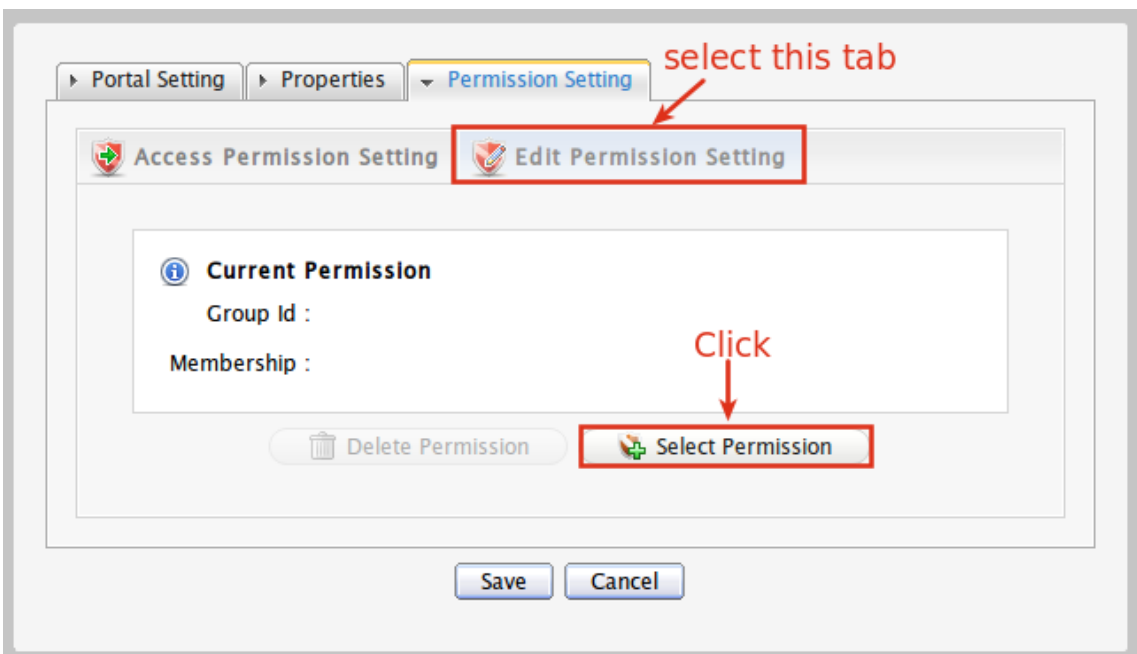 select this tab
Portal Setting Properties Permission Setting
Access Permission Setting Edit Permission Setting
Current Permission
Group Id :
Click
Membership :
Delete Permission Select Permission
Save Cancel